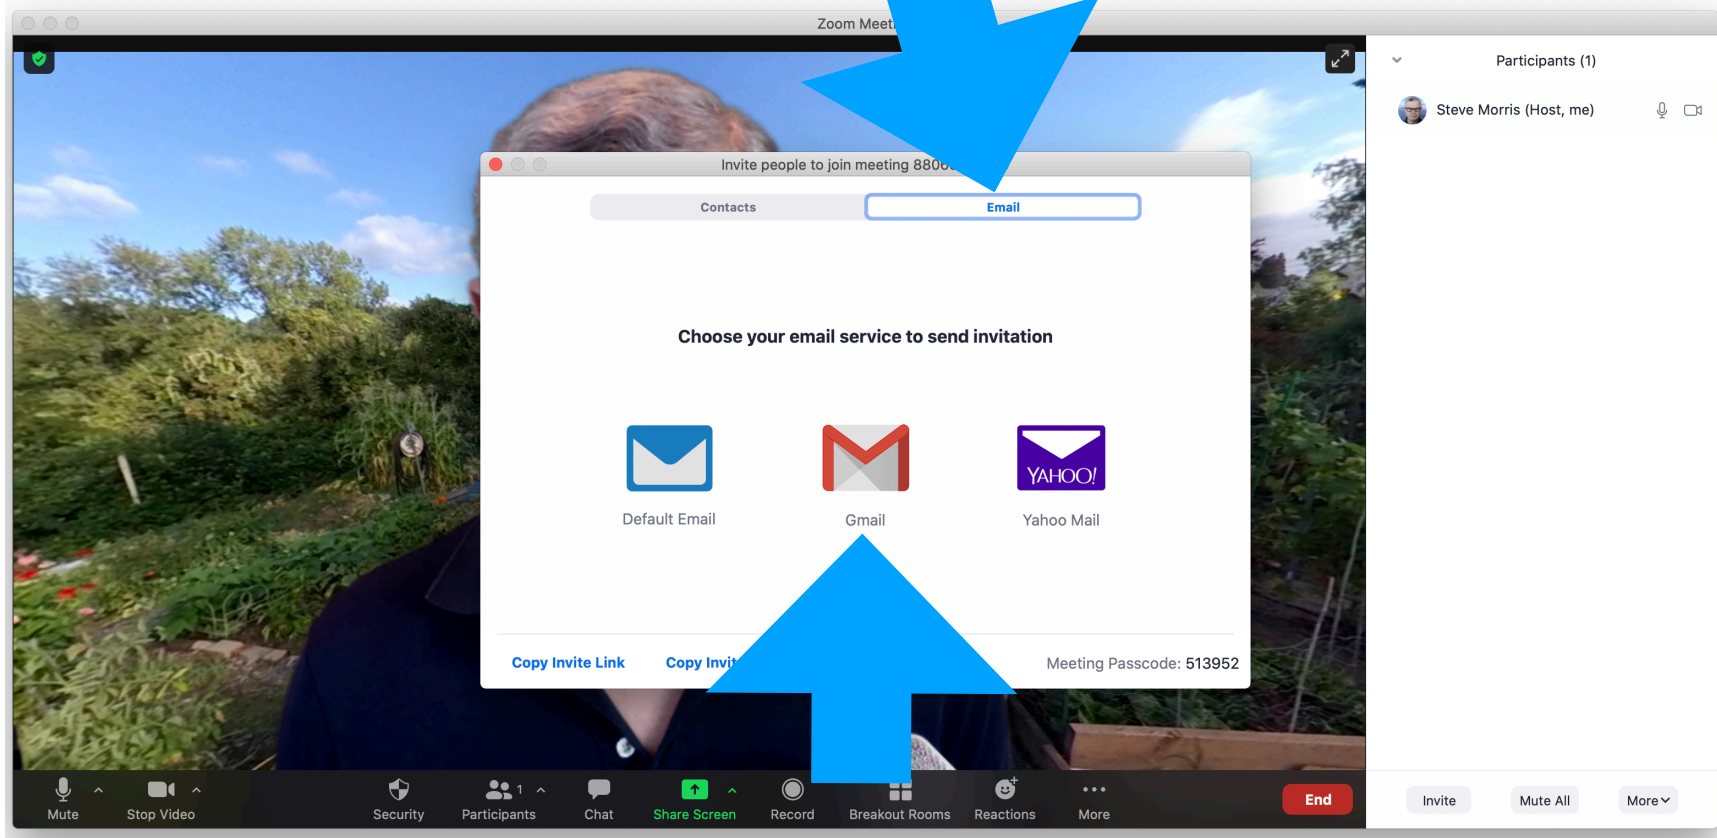 Zoom Meet
Participants (1)
Steve Morris (Host, me)
Invite people to join meeting 8806
Contacts
Email
Choose your email service to send invitation
YAHOO!
Default Email
Gmail
Yahoo Mail
Copy Invite Link
Copy Invit
Meeting Passcode: 513952
1
Mute
Stop Video
Security
Participants
Chat
Share Screen
Record
Breakout Rooms
Reactions
More
End
Invite
Mute All
More